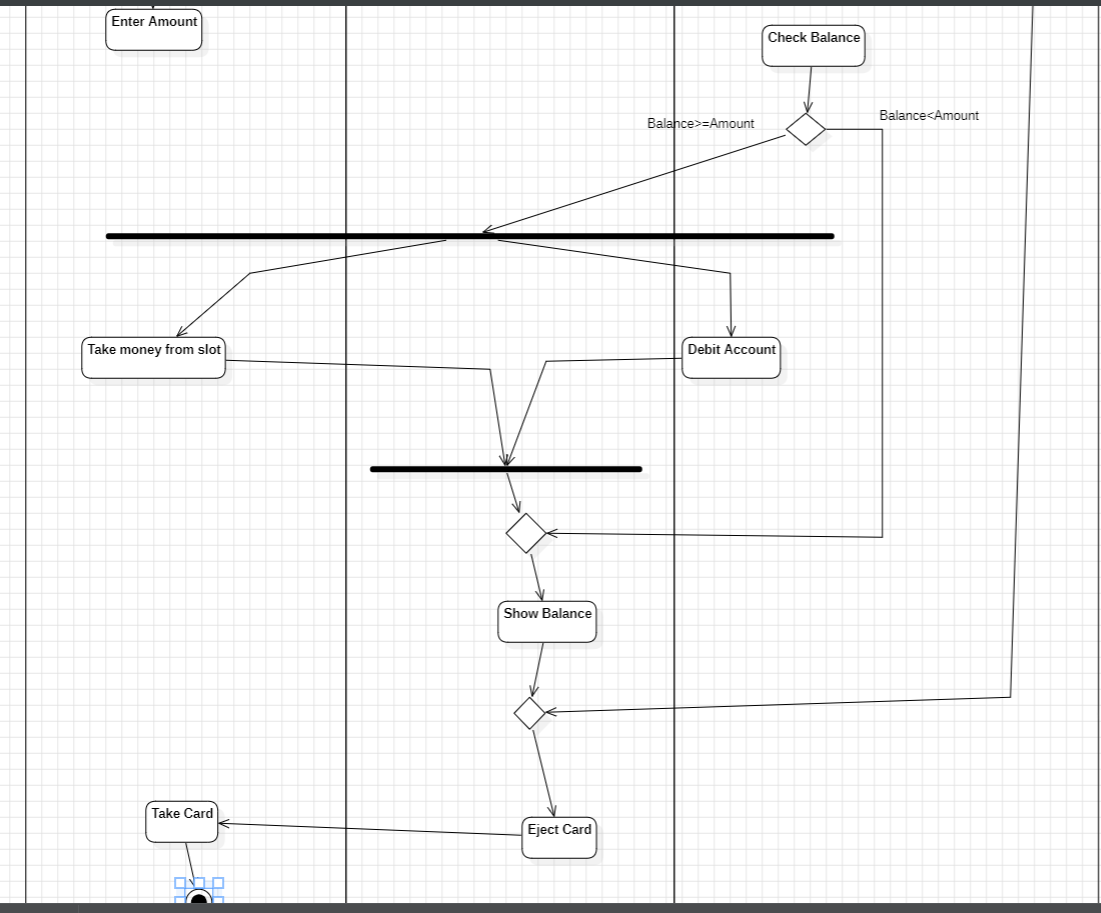 Enter Amount
Check Balance
Balance>=Amount
Balance<Amount
Take money from slot
Debit Account
Show Balance
Take Card
Eject Card